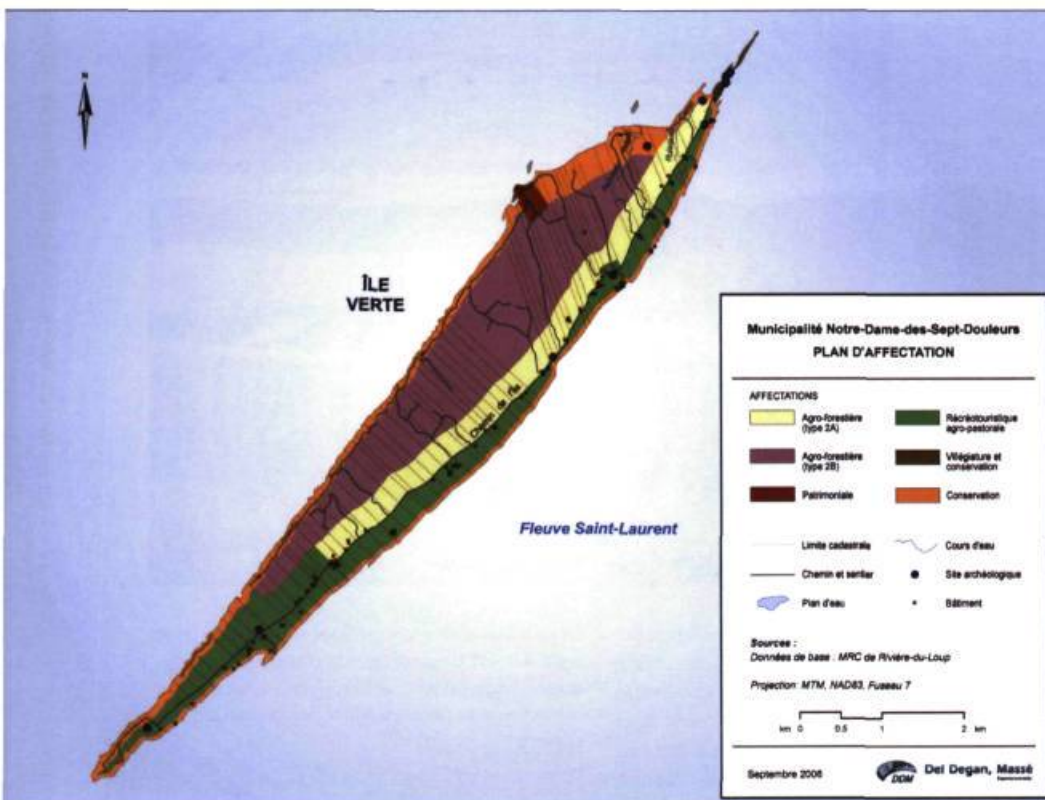 N
ÎLE
VERTE
Chemin de l'île
Fleuve Saint-Laurent
Municipalité Notre-Dame-des-Sept-Douleurs
PLAN D'AFFECTATION
AFFECTATIONS
Agro-forestière
(type 2A)
Récréotouristique
agro-pastorale
Agro-forestière
(type 2B)
Villégiature et
conservation
Patrimoniale
Conservation
Limite cadastrale
Cours d'eau
Chemin et sentier
Site archéologique
Plan d'eau
Bâtiment
Sources :
Données de base : MRC de Rivière-du-Loup
Projection: MTM, NAD83, Fuseau 7
km 0 0.5 1 2 km
Septembre 2006
DDM
Del Degan, Massé